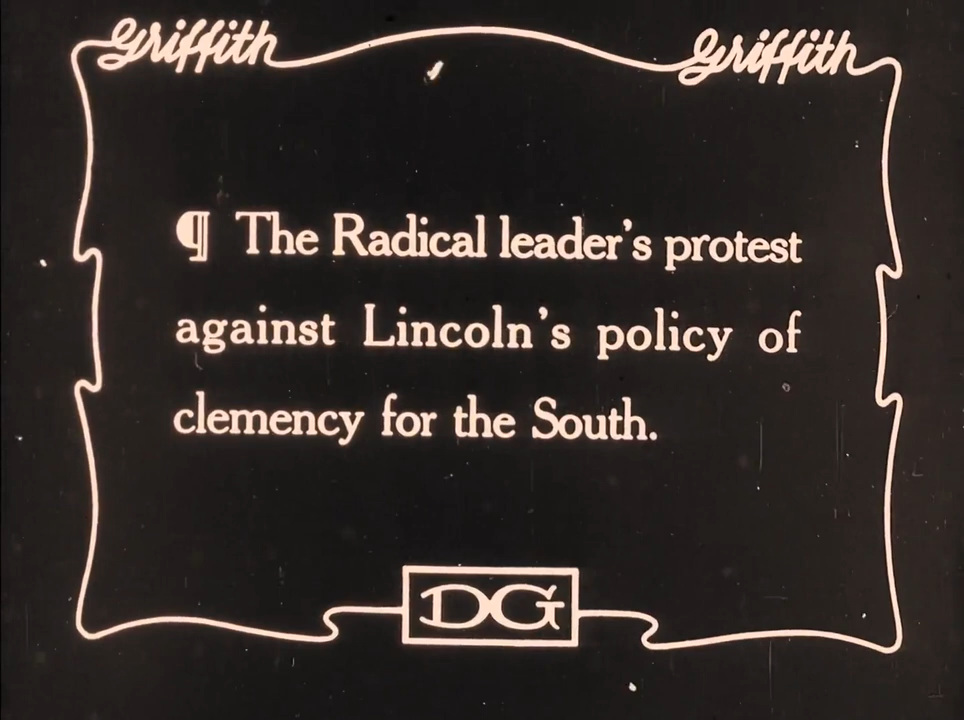 Griffith Griffith
¶ The Radical leader's protest
against Lincoln's policy of
clemency for the South.
DG